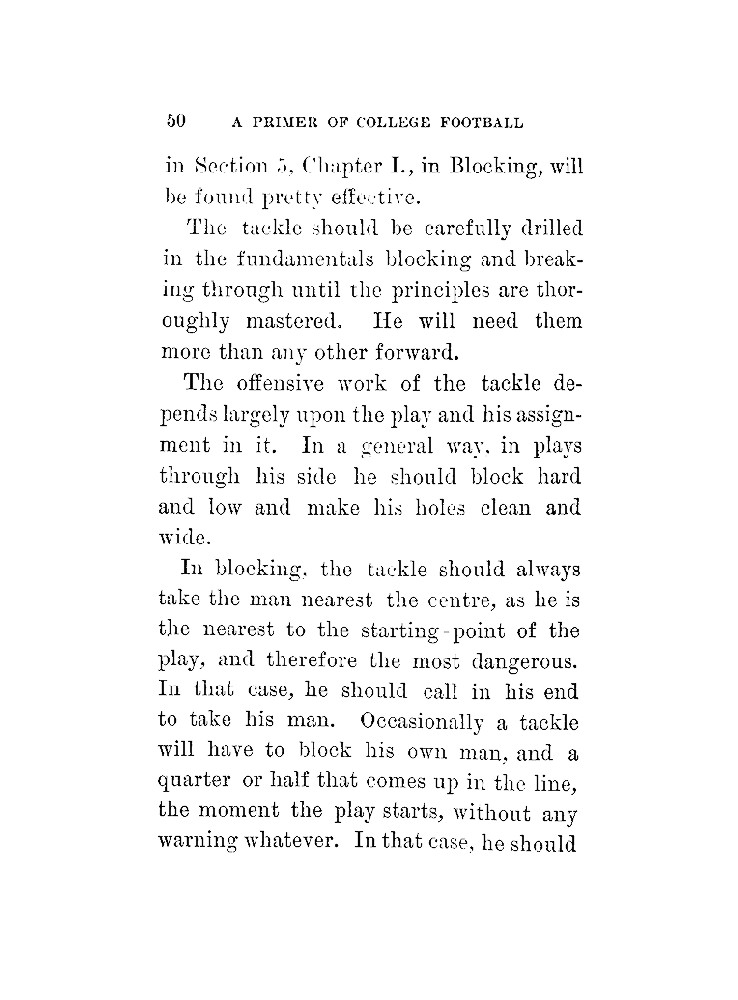 50 A PRIMER OF COLLEGE FOOTBALL
in Section 5, Chapter I., in Blocking, will
be found pretty effective.
The tackle should be carefully drilled
in the fundamentals blocking and break-
ing through until the principles are thor-
oughly mastered. He will need them
more than any other forward.
The offensive work of the tackle de-
pends largely upon the play and his assign-
ment in it. In a general way, in plays
through his side he should block hard
and low and make his holes clean and
wide.
In blocking, the tackle should always
take the man nearest the centre, as he is
the nearest to the starting-point of the
play, and therefore the most dangerous.
In that case, he should call in his end
to take his man. Occasionally a tackle
will have to block his own man, and a
quarter or half that comes up in the line,
the moment the play starts, without any
warning whatever. In that case, he should